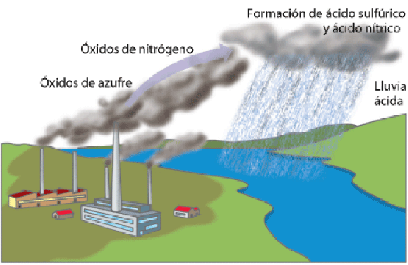 Formación de ácido sulfúrico
y ácido nítrico
Óxidos de nitrógeno
Óxidos de azufre
Lluvia
ácida